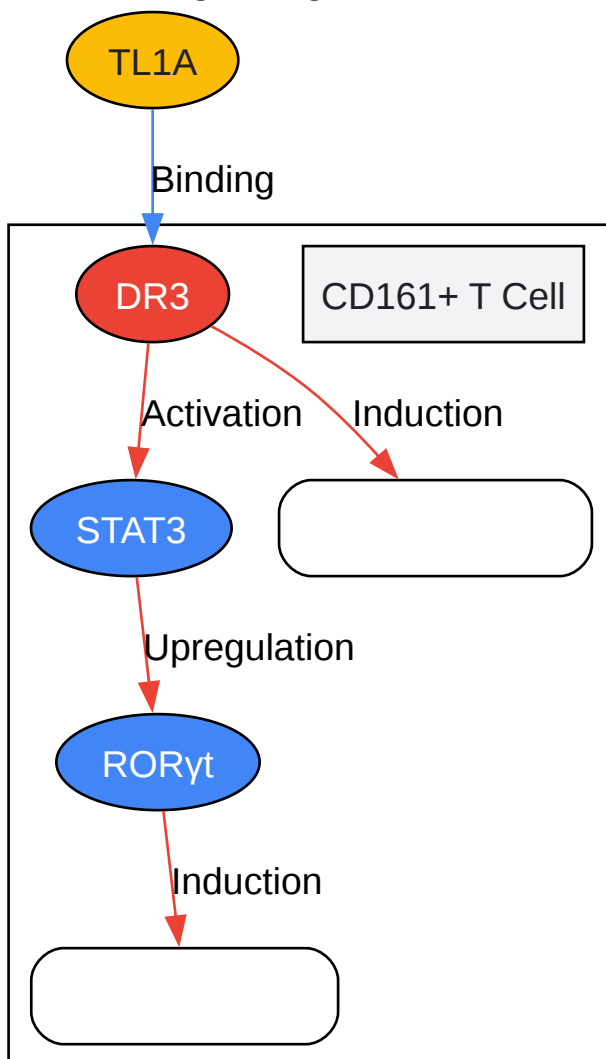 TL1A
Binding
DR3
CD161+ T Cell
Activation
Induction
STAT3
Upregulation
RORγt
Induction